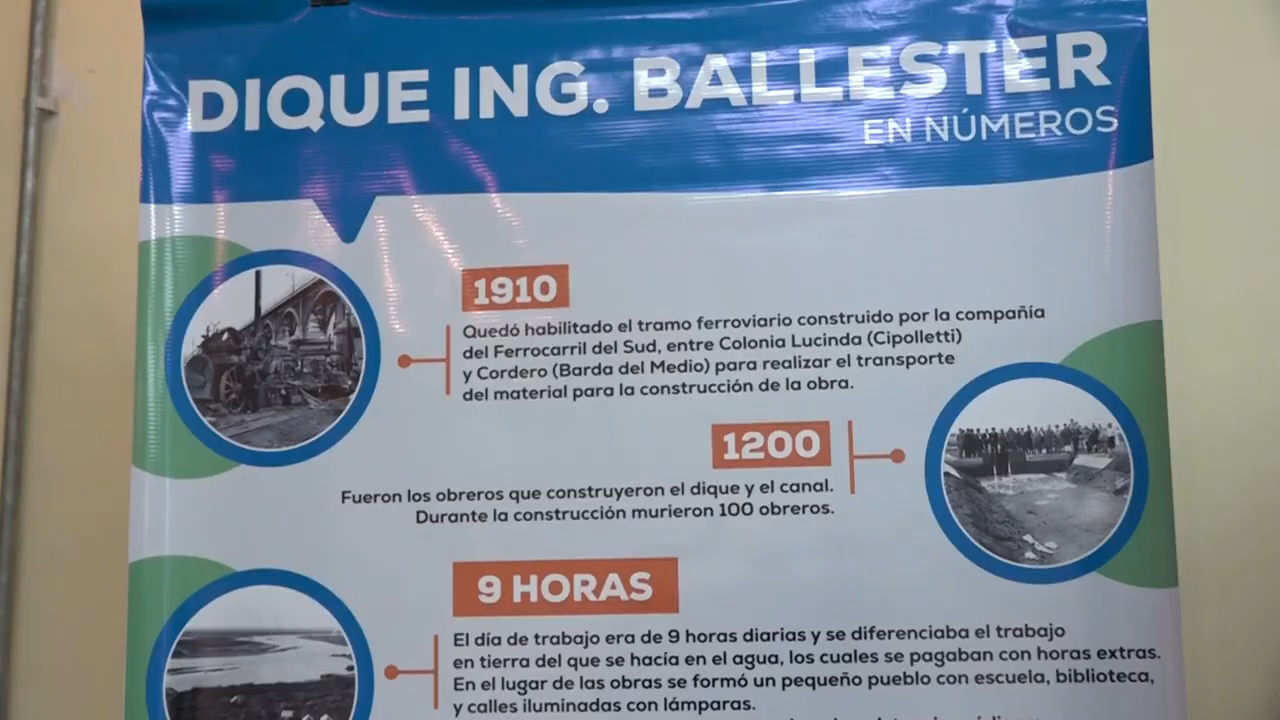 DIQUE ING. BALLESTER
EN NÚMEROS
1910
Quedó habilitado el tramo ferroviario construido por la compañía
del Ferrocarril del Sud, entre Colonia Lucinda (Cipolletti)
y Cordero (Barda del Medio) para realizar el transporte
del material para la construcción de la obra.
1200
Fueron los obreros que construyeron el dique y el canal.
Durante la construcción murieron 100 obreros.
9 HORAS
El día de trabajo era de 9 horas diarias y se diferenciaba el trabajo
en tierra del que se hacía en el agua, los cuales se pagaban con horas extras.
En el lugar de las obras se formó un pequeño pueblo con escuela, biblioteca,
y calles iluminadas con lámparas.